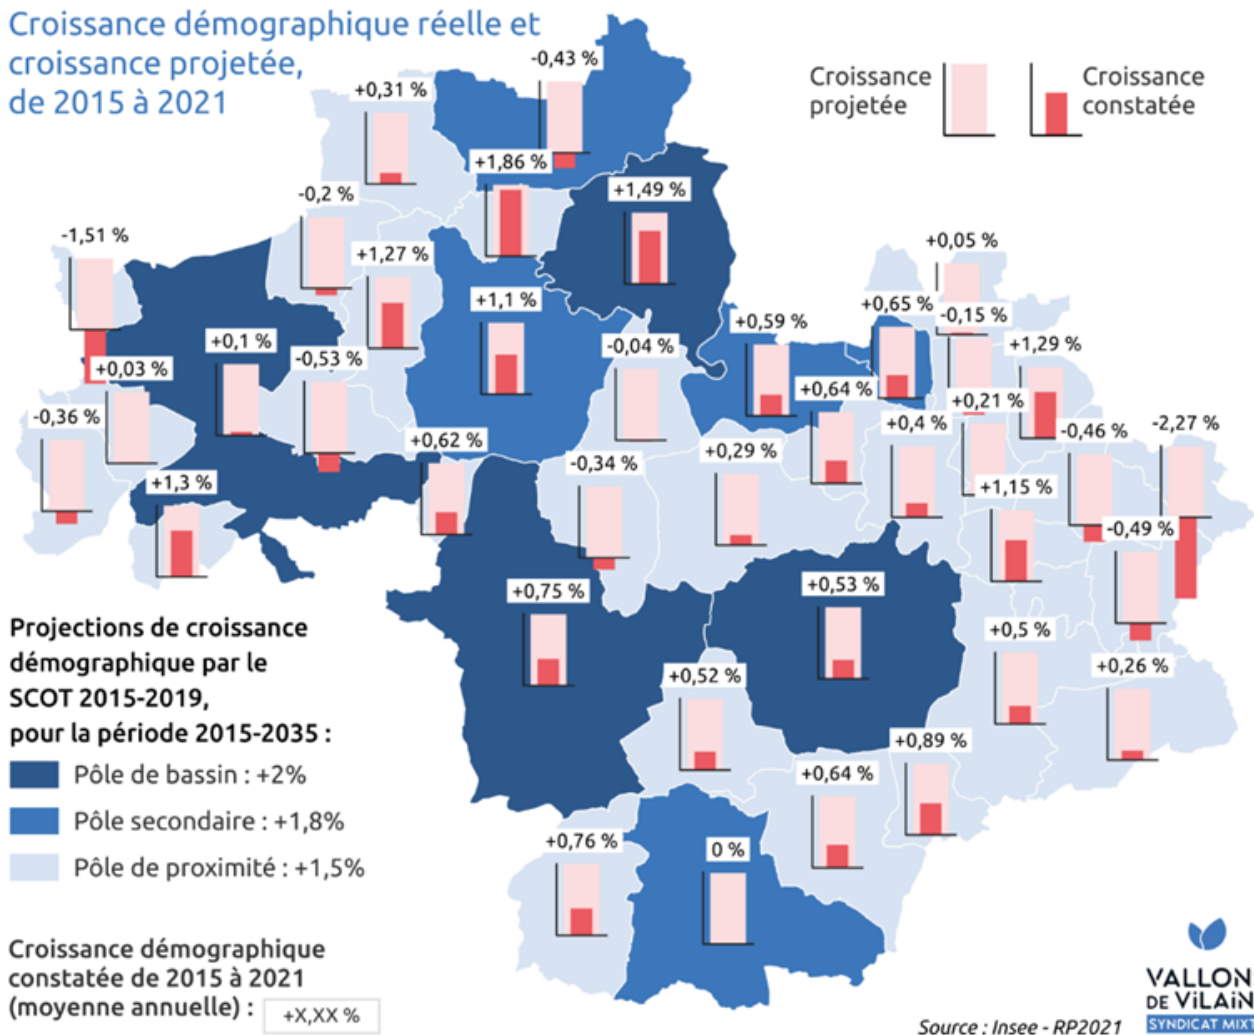 Croissance démographique réelle et
croissance projetée,
de 2015 à 2021
Croissance
projetée
Croissance
constatée
-0,43 %
+0,31 %
+1,86 %
+1,49 %
-0,2 %
-1,51 %
+1,27 %
+0,05 %
+0,65 %
-0,15 %
+1,1 %
+0,59 %
+0,1 %
-0,53 %
-0,04 %
+1,29 %
+0,03 %
+0,64 %
+0,21 %
-0,36 %
+0,4 %
-0,46 %
-2,27 %
+0,62 %
+0,29 %
-0,34 %
+1,3 %
+1,15 %
-0,49 %
+0,75 %
+0,53 %
+0,5 %
+0,26 %
+0,52 %
+0,89 %
+0,64 %
+0,76 %
0 %
Projections de croissance
démographique par le
SCOT 2015-2019,
pour la période 2015-2035 :
Pôle de bassin : +2%
Pôle secondaire : +1,8%
Pôle de proximité : +1,5%
Croissance démographique
constatée de 2015 à 2021
(moyenne annuelle) : +X,XX %
Source : Insee - RP2021
VALLON
DE VILAIN
SYNDICAT MIX